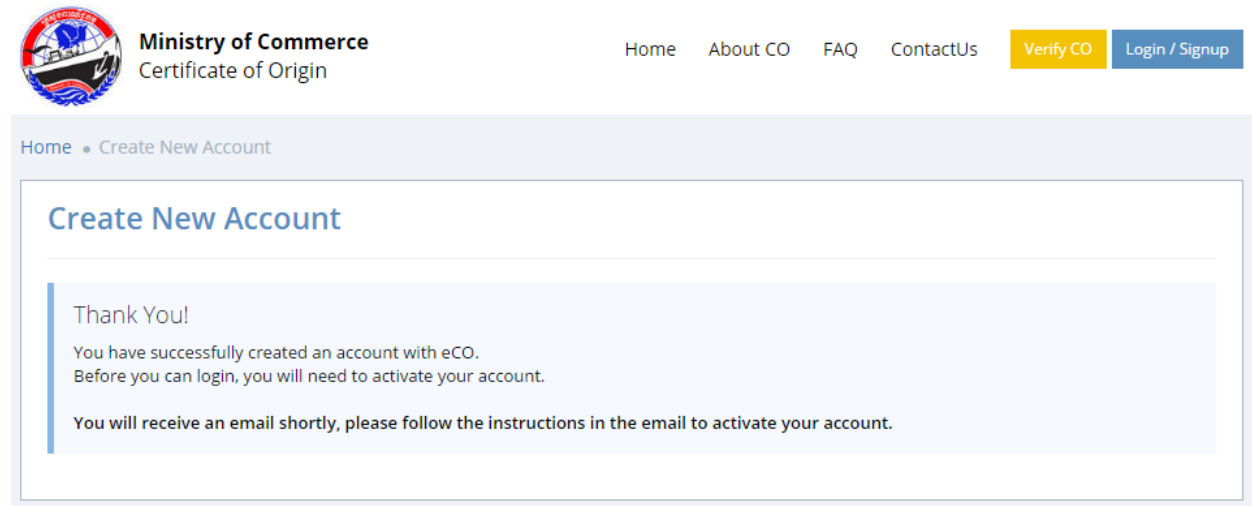 Ministry of Commerce
Certificate of Origin
Home About CO FAQ ContactUs Verify CO Login / Signup
Home • Create New Account
Create New Account
Thank You!
You have successfully created an account with eCO.
Before you can login, you will need to activate your account.
You will receive an email shortly, please follow the instructions in the email to activate your account.